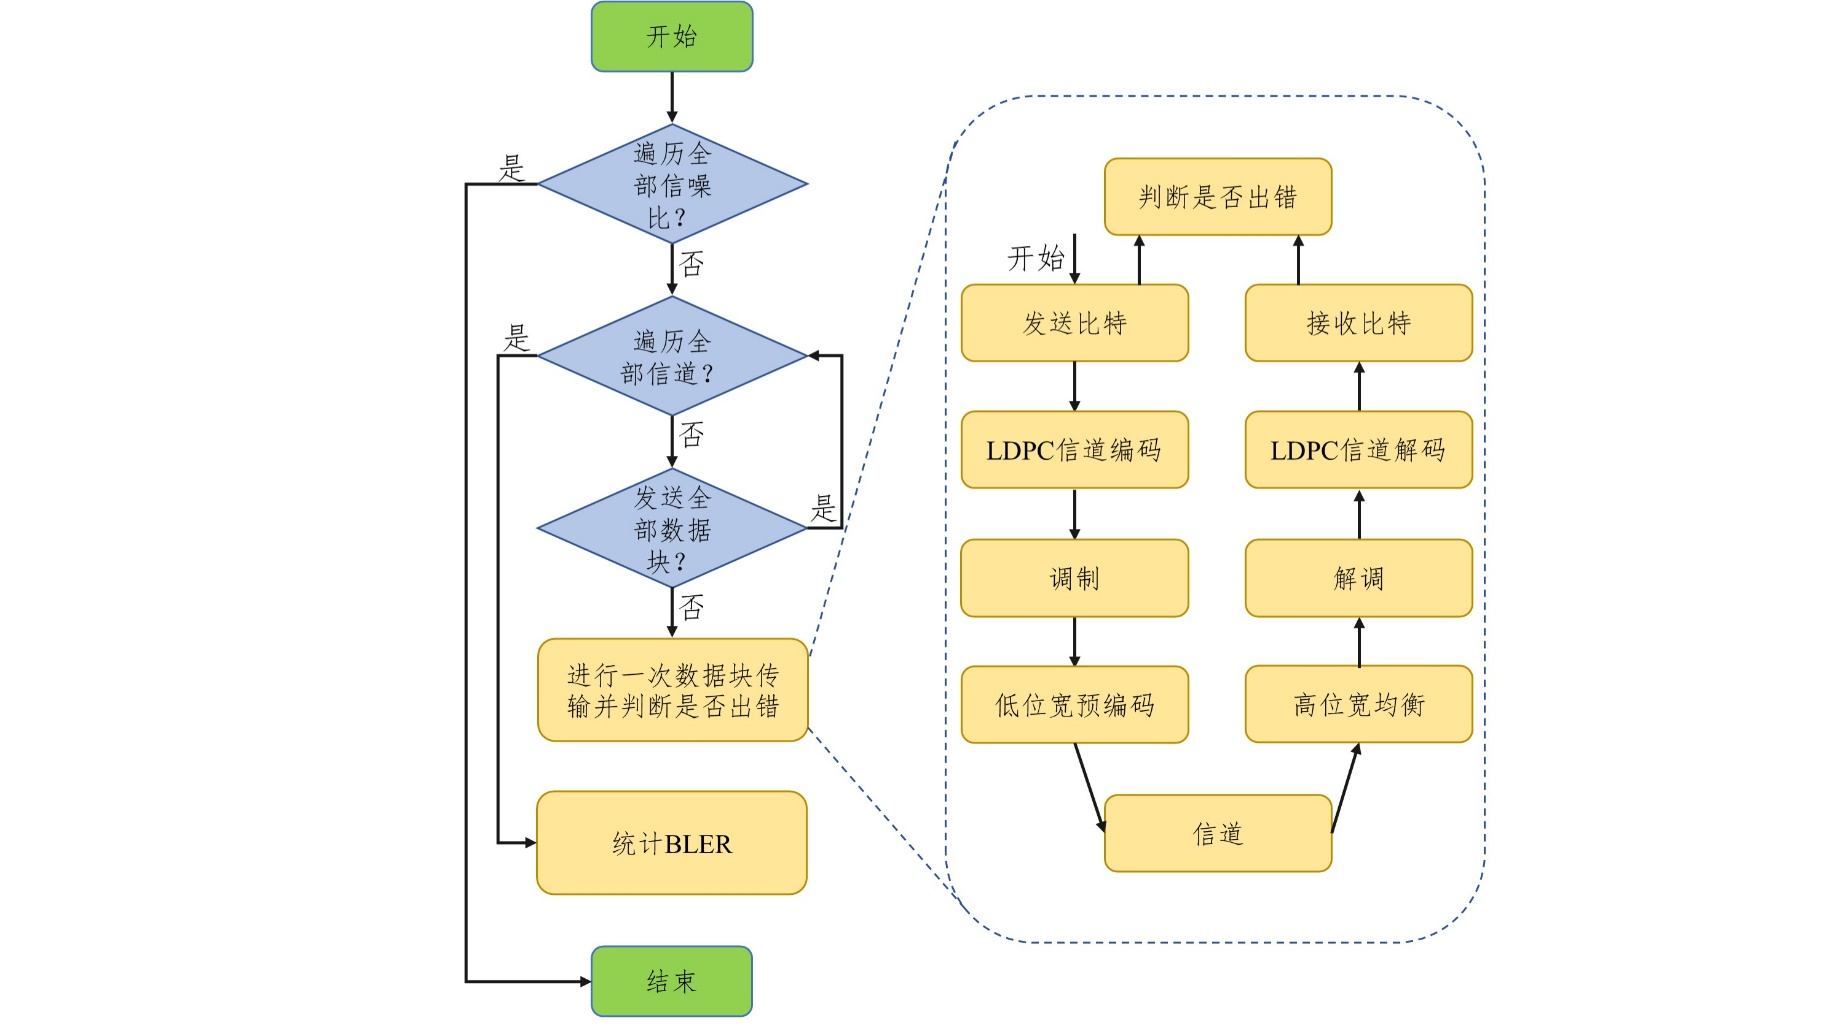 开始
是
遍历全
部信噪
比？
否
是
遍历全
部信道？
否
发送全
部数据
块？
是
否
进行一次数据块传
输并判断是否出错
统计BLER
结束
判断是否出错
开始
发送比特
接收比特
LDPC信道编码
LDPC信道解码
调制
解调
低位宽预编码
高位宽均衡
信道